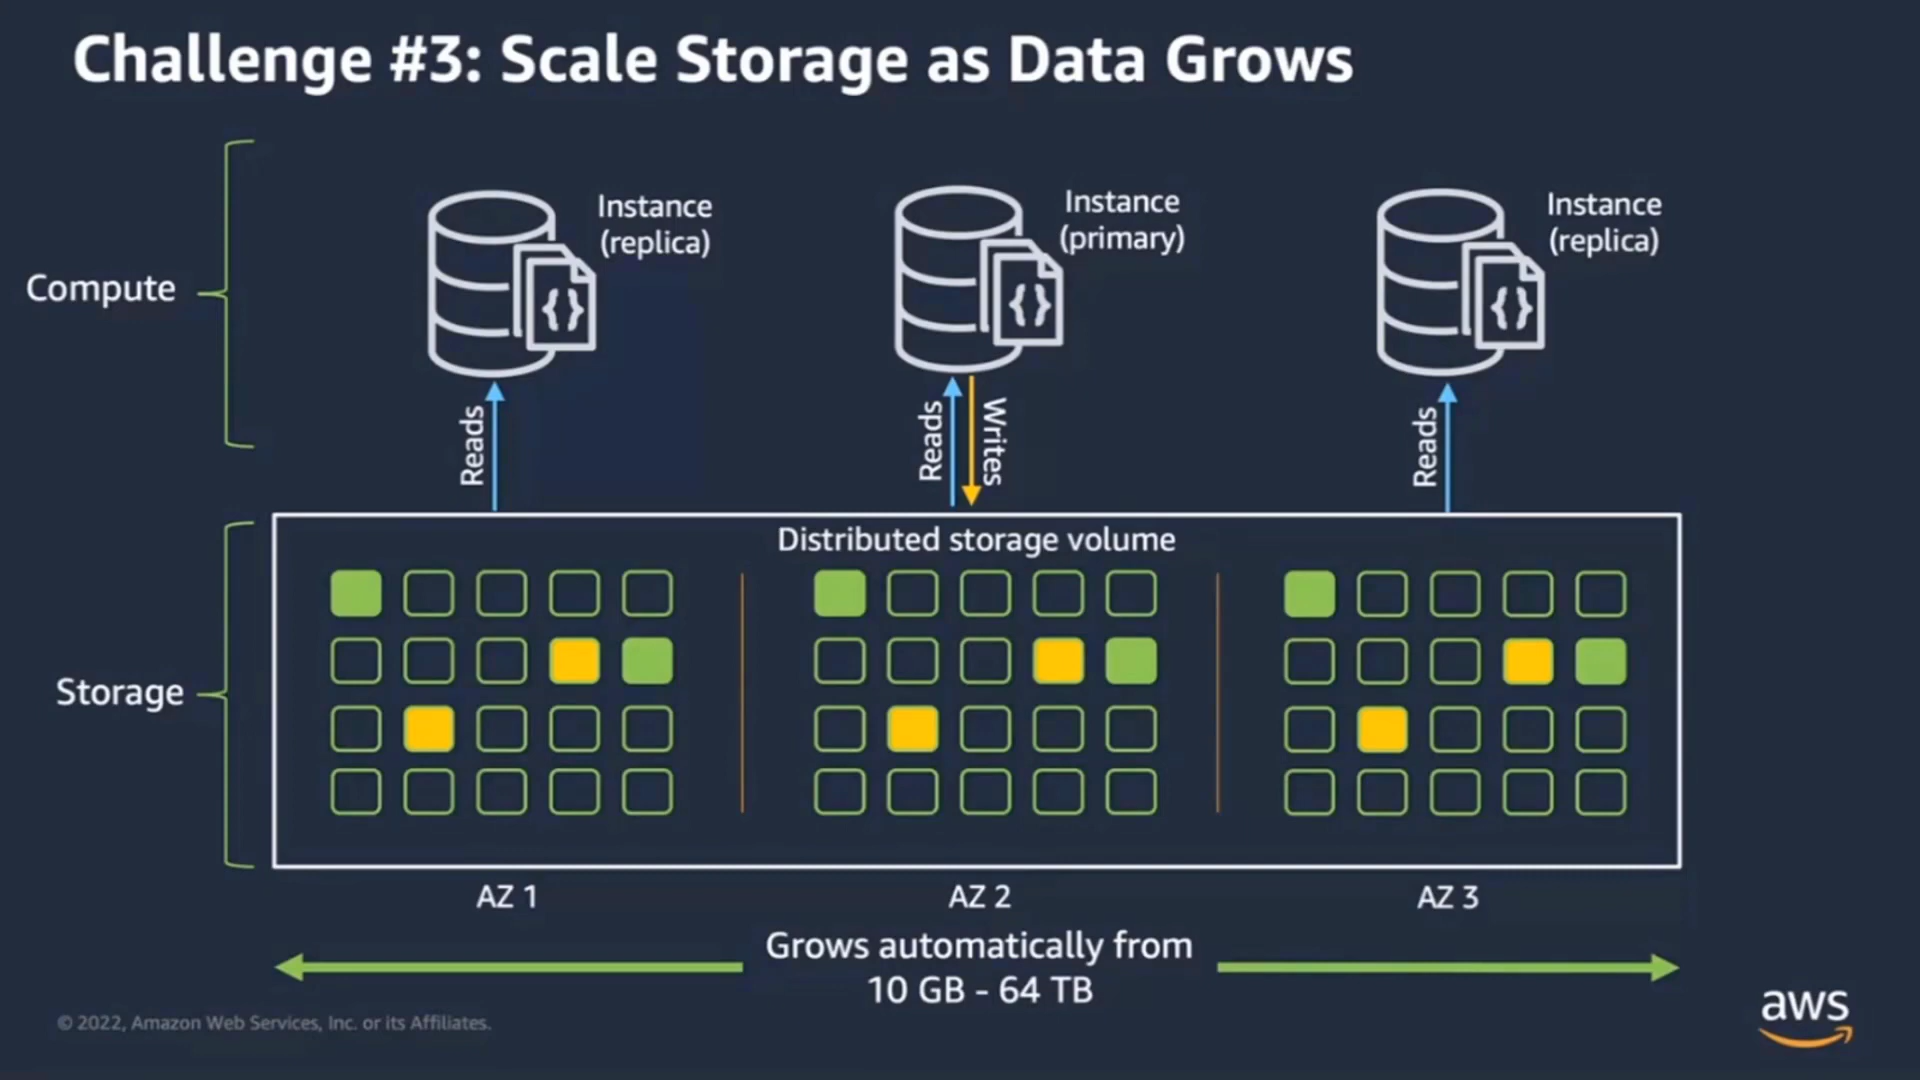 Challenge #3: Scale Storage as Data Grows
Compute
Instance
(replica)
Instance
(primary)
Instance
(replica)
{}
{}
{}
Reads
Reads
Writes
Reads
Storage
Distributed storage volume
AZ 1
AZ 2
AZ 3
Grows automatically from
10 GB - 64 TB
© 2022, Amazon Web Services, Inc. or its Affiliates.
aws